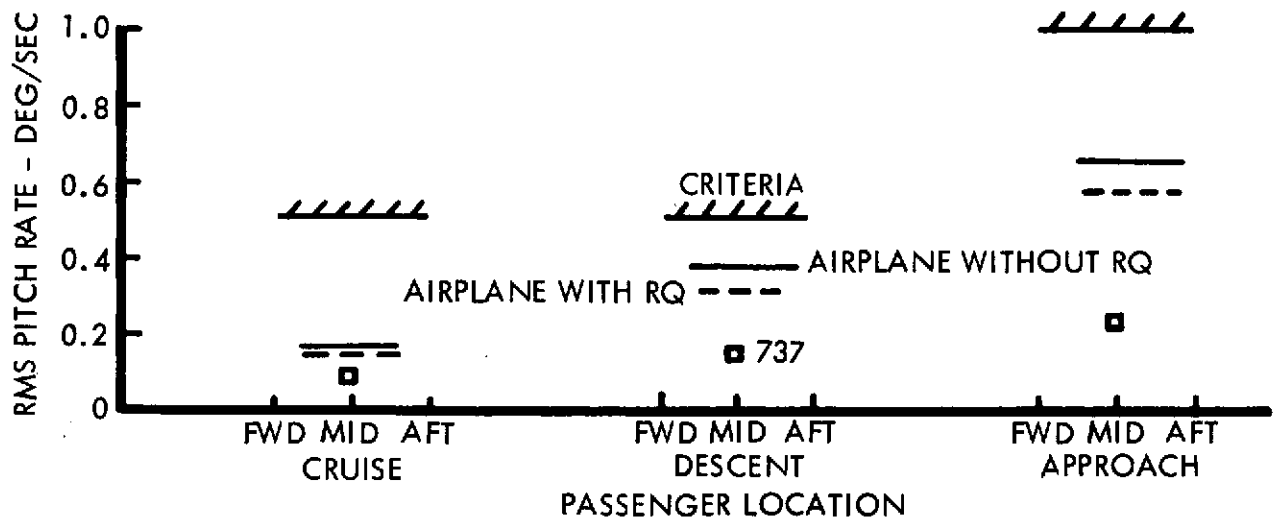 RMS PITCH RATE - DEG/SEC
1.0
0.8
0.6
0.4
0.2
0
CRITERIA
AIRPLANE WITHOUT RQ
AIRPLANE WITH RQ
737
FWD MID AFT
CRUISE
FWD MID AFT
DESCENT
FWD MID AFT
APPROACH
PASSENGER LOCATION